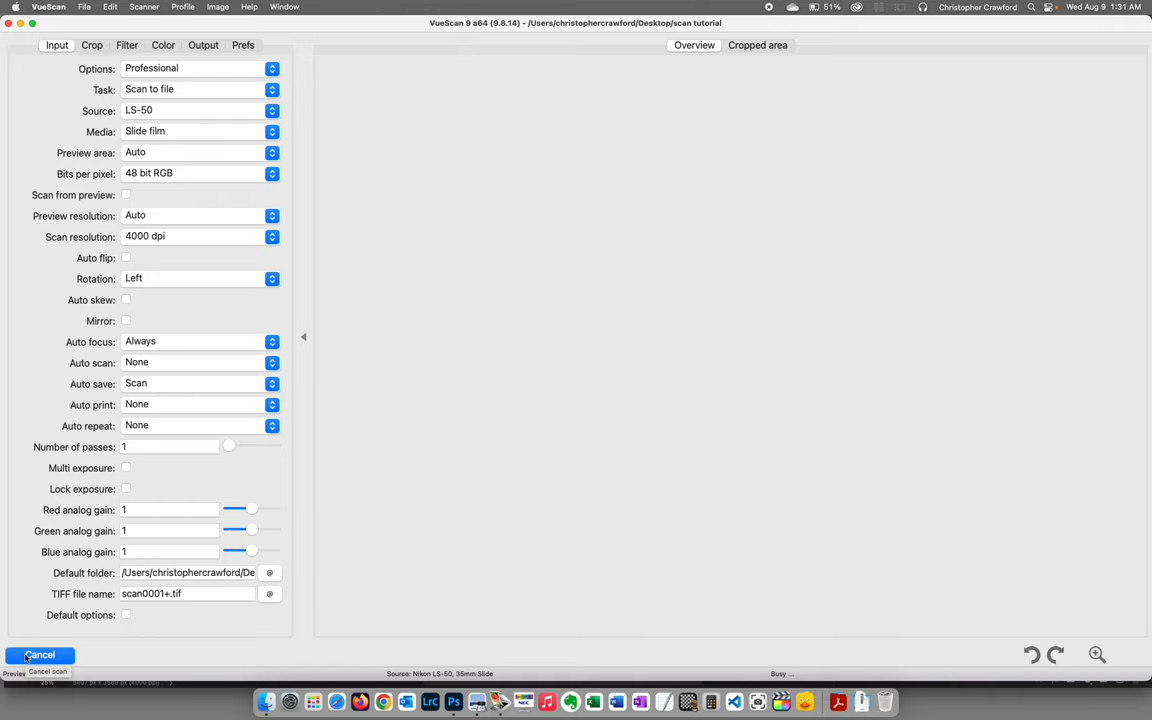 VueScan File Edit Scanner Profile Image Help Window 51% Christopher Crawford Wed Aug 9 1:31 AM
VueScan 9 a64 (9.8.14) - /Users/christophercrawford/Desktop/scan tutorial
Input Crop Filter Color Output Prefs Overview Cropped area
Options: Professional
Task: Scan to file
Source: LS-50
Media: Slide film
Preview area: Auto
Bits per pixel: 48 bit RGB
Scan from preview:
Preview resolution: Auto
Scan resolution: 4000 dpi
Auto flip:
Rotation: Left
Auto skew:
Mirror:
Auto focus: Always
Auto scan: None
Auto save: Scan
Auto print: None
Auto repeat: None
Number of passes: 1
Multi exposure:
Lock exposure:
Red analog gain: 1
Green analog gain: 1
Blue analog gain: 1
Default folder: /Users/christophercrawford/De @
TIFF file name: scan0001+.tif @
Default options:
Cancel
Cancel scan
Preview Source: Nikon LS-50, 35mm Slide Busy ...
LrC Ps NEC